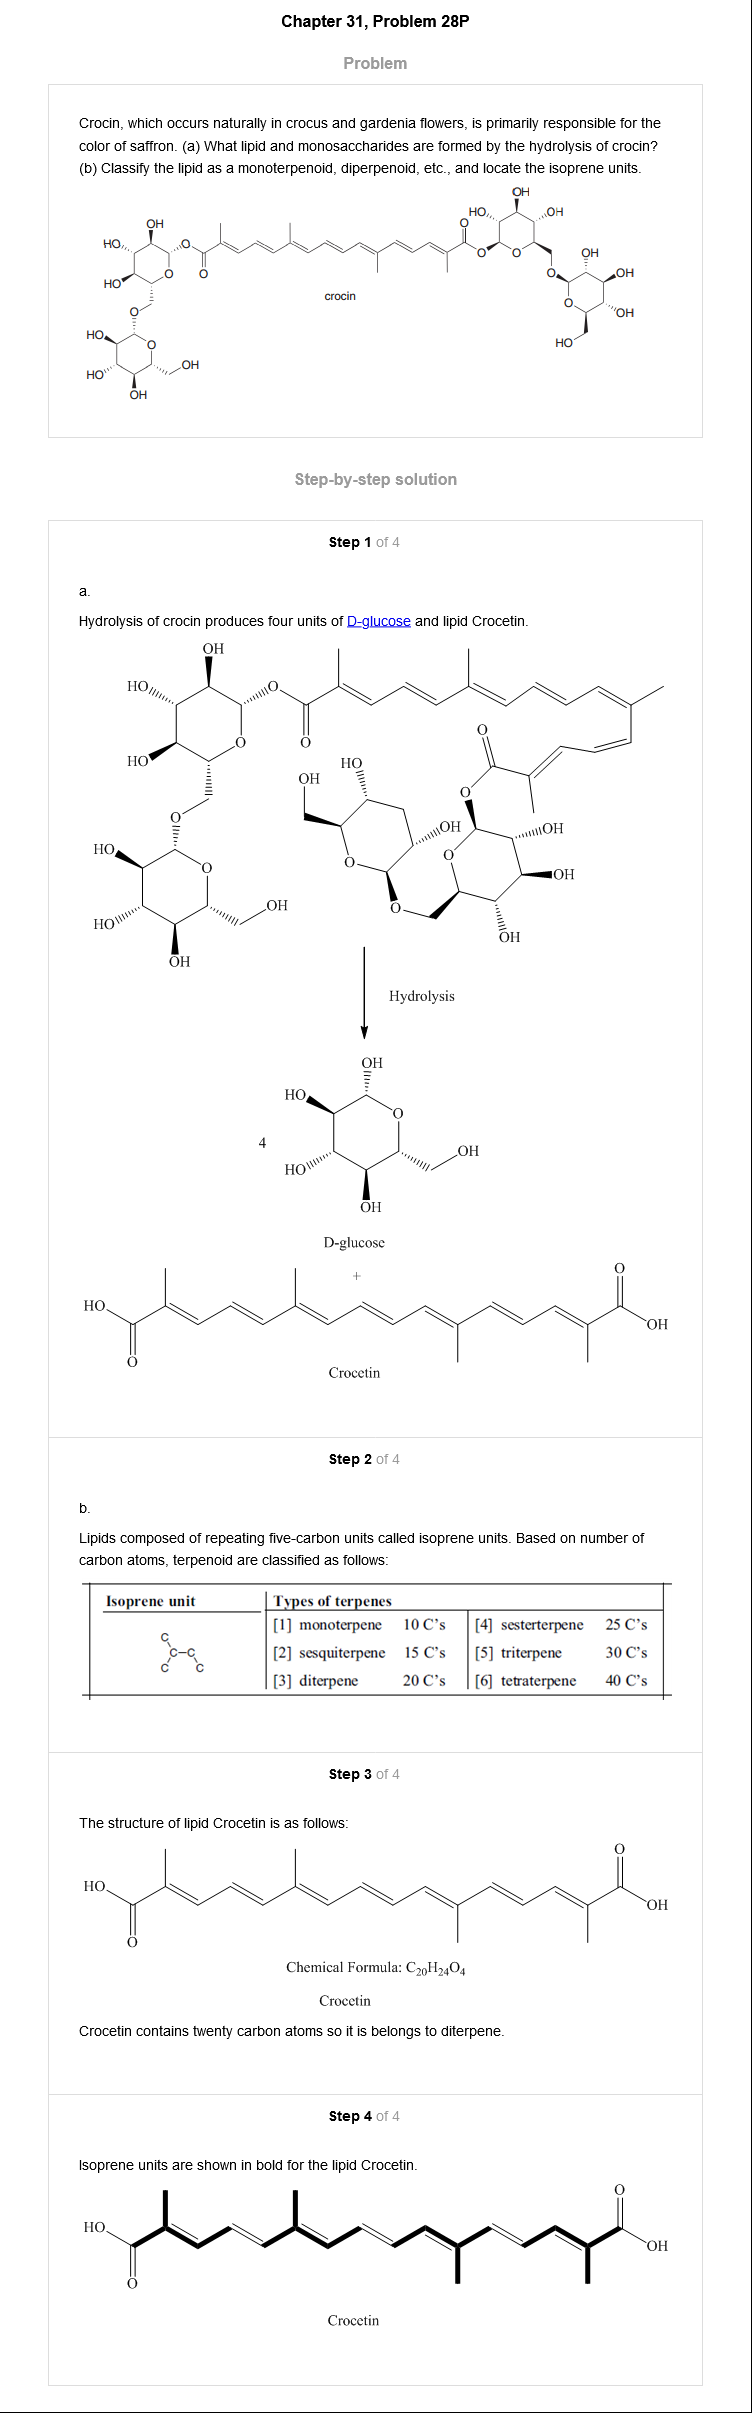 Chapter 31, Problem 28P
Problem
Crocin, which occurs naturally in crocus and gardenia flowers, is primarily responsible for the
color of saffron. (a) What lipid and monosaccharides are formed by the hydrolysis of crocin?
(b) Classify the lipid as a monoterpenoid, diperpenoid, etc., and locate the isoprene units.
OH
HO
OH
OH
O
HO
O
O
O
OH
HO
O
O
O
OH
HO
crocin
O
OH
O
HO
O
OH
HO
HO
OH
OH
Step-by-step solution
Step 1 of 4
a.
Hydrolysis of crocin produces four units of D-glucose and lipid Crocetin.
OH
HO
O
O
O
O
HO
HO
OH
O
O
OH
OH
HO
O
O
O
OH
OH
O
HO
OH
OH
Hydrolysis
OH
HO
O
4
OH
HO
OH
D-glucose
+
O
HO
OH
O
Crocetin
Step 2 of 4
b.
Lipids composed of repeating five-carbon units called isoprene units. Based on number of
carbon atoms, terpenoid are classified as follows:
Isoprene unit Types of terpenes
[1] monoterpene 10 C's [4] sesterterpene 25 C's
C
C–C [2] sesquiterpene 15 C's [5] triterpene 30 C's
C C
[3] diterpene 20 C's [6] tetraterpene 40 C's
Step 3 of 4
The structure of lipid Crocetin is as follows:
O
HO
OH
O
Chemical Formula: C₂₀H₂₄O₄
Crocetin
Crocetin contains twenty carbon atoms so it is belongs to diterpene.
Step 4 of 4
Isoprene units are shown in bold for the lipid Crocetin.
O
HO
OH
O
Crocetin